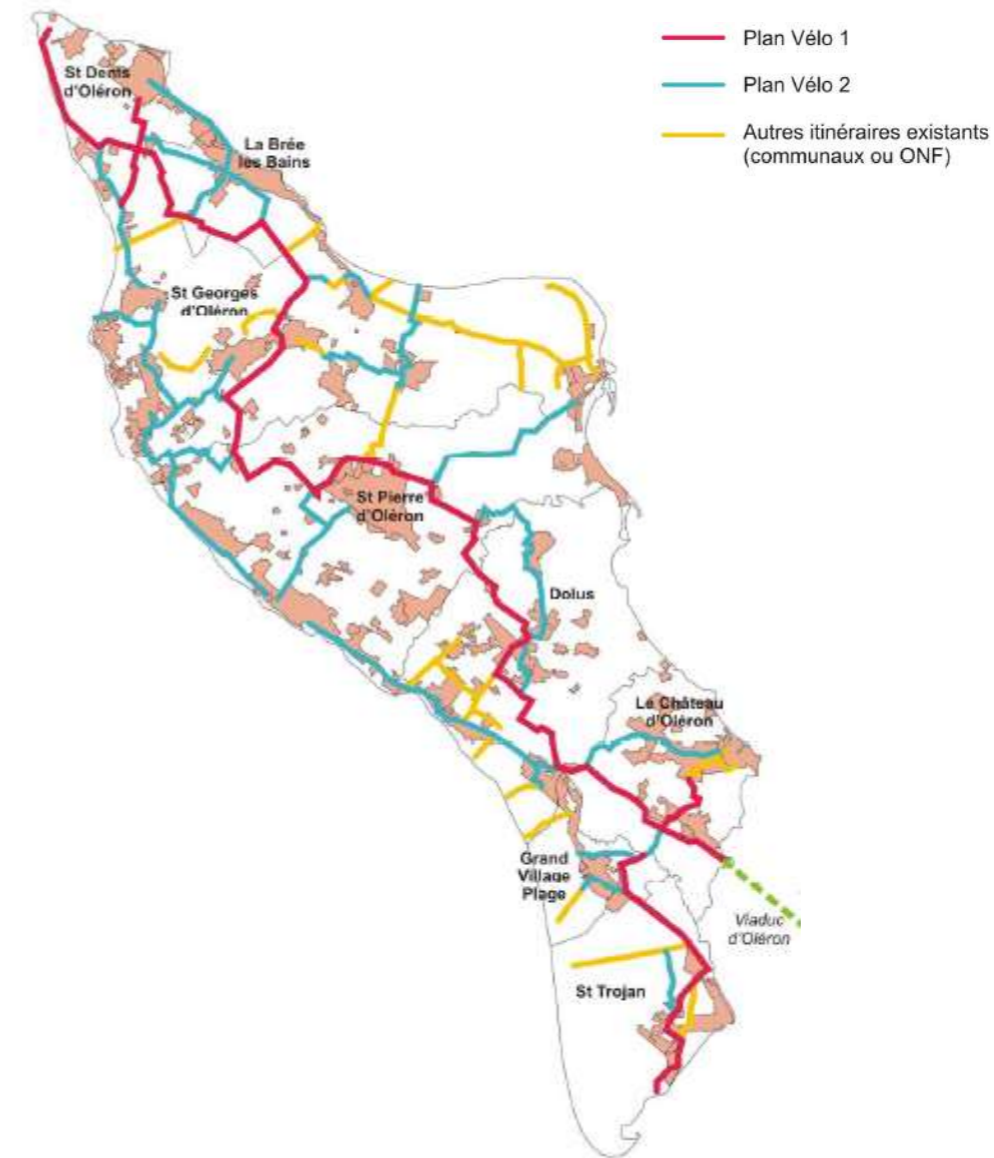 Plan Vélo 1
Plan Vélo 2
Autres itinéraires existants
(communaux ou ONF)
St Denis
d'Oléron
La Brée
les Bains
St Georges
d'Oléron
St Pierre
d'Oléron
Dolus
Le Château
d'Oléron
Grand
Village
Plage
Viaduc
d'Oléron
St Trojan